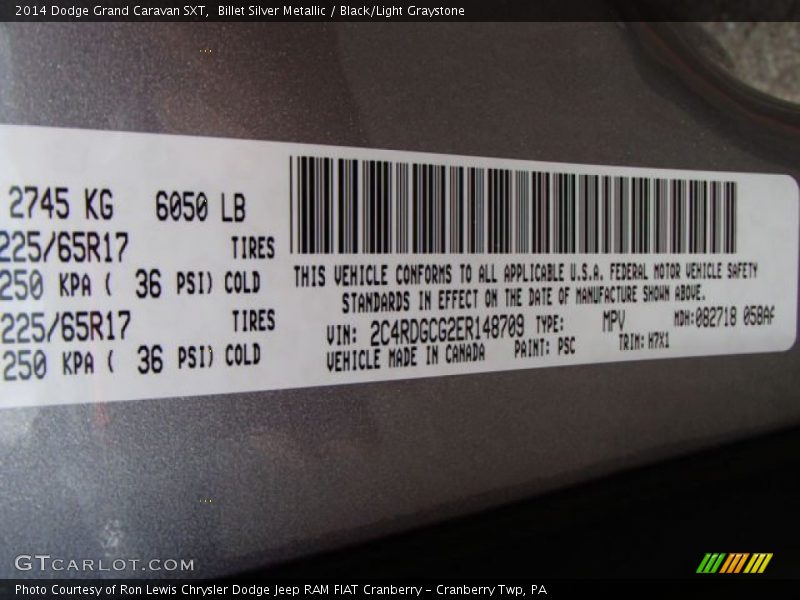 2014 Dodge Grand Caravan SXT,  Billet Silver Metallic / Black/Light Graystone
2745 KG 6050 LB
225/65R17 TIRES
250 KPA ( 36 PSI) COLD
225/65R17 TIRES
250 KPA ( 36 PSI) COLD
THIS VEHICLE CONFORMS TO ALL APPLICABLE U.S.A. FEDERAL MOTOR VEHICLE SAFETY
STANDARDS IN EFFECT ON THE DATE OF MANUFACTURE SHOWN ABOVE.
VIN: 2C4RDGCG2ER148709 TYPE: MPV MDH:082718 058AF
VEHICLE MADE IN CANADA PAINT: PSC TRIM: H7X1
GTCARLOT.COM
Photo Courtesy of Ron Lewis Chrysler Dodge Jeep RAM FIAT Cranberry – Cranberry Twp, PA